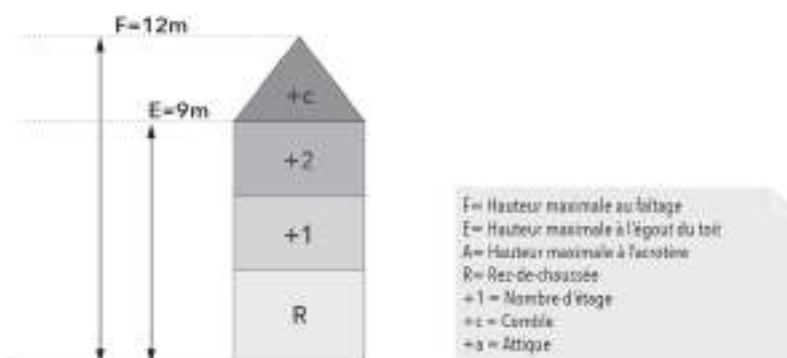 F=12m
E=9m
+c
+2
+1
R
F= Hauteur maximale au faîtage
E= Hauteur maximale à l'égout du toit
A= Hauteur maximale à l'acrotère
R= Rez-de-chaussée
+1 = Nombre d'étage
+c = Comble
+a = Attique